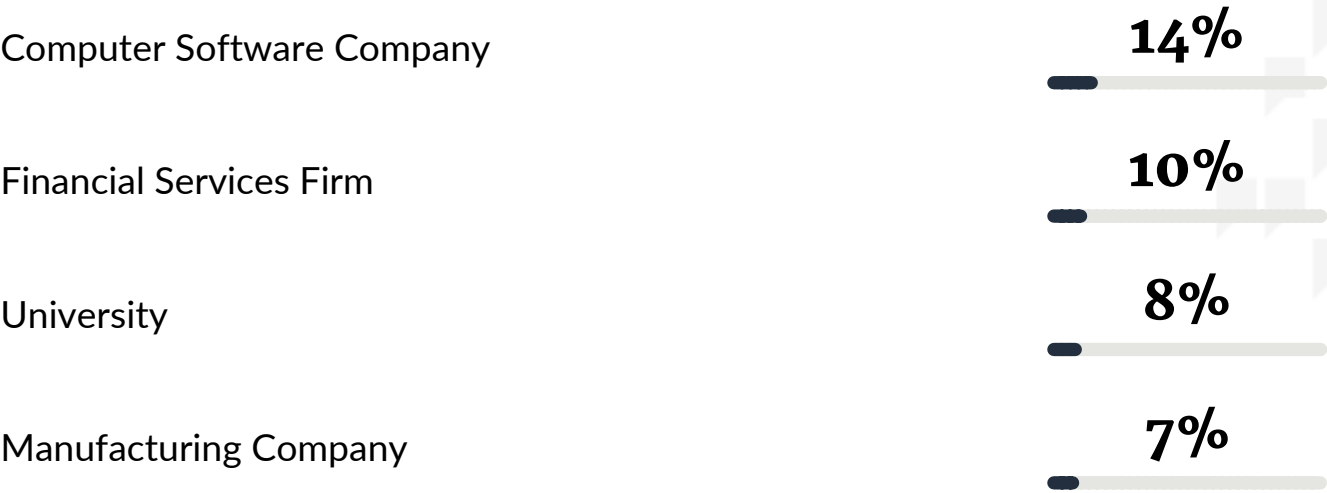 Computer Software Company
14%
Financial Services Firm
10%
University
8%
Manufacturing Company
7%